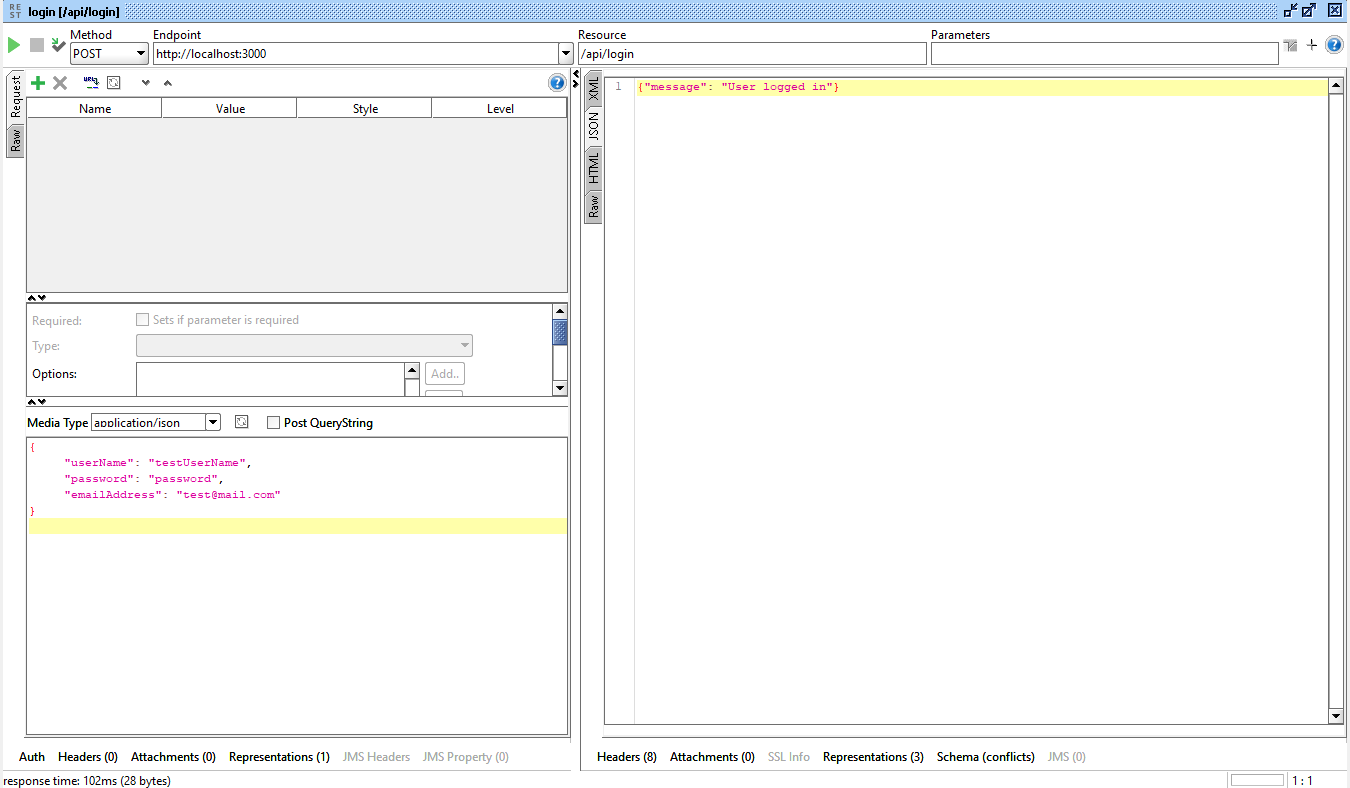 RE
ST
login [/api/login]
Method
Endpoint
Resource
Parameters
POST
http://localhost:3000
/api/login
Request
Raw
Name
Value
Style
Level
Required:
Sets if parameter is required
Type:
Options:
Add..
Media Type
application/json
Post QueryString
{
"userName": "testUserName",
"password": "password",
"emailAddress": "test@mail.com"
}
Auth
Headers (0)
Attachments (0)
Representations (1)
JMS Headers
JMS Property (0)
XML
JSON
HTML
Raw
1
{"message": "User logged in"}
Headers (8)
Attachments (0)
SSL Info
Representations (3)
Schema (conflicts)
JMS (0)
response time: 102ms (28 bytes)
1 : 1